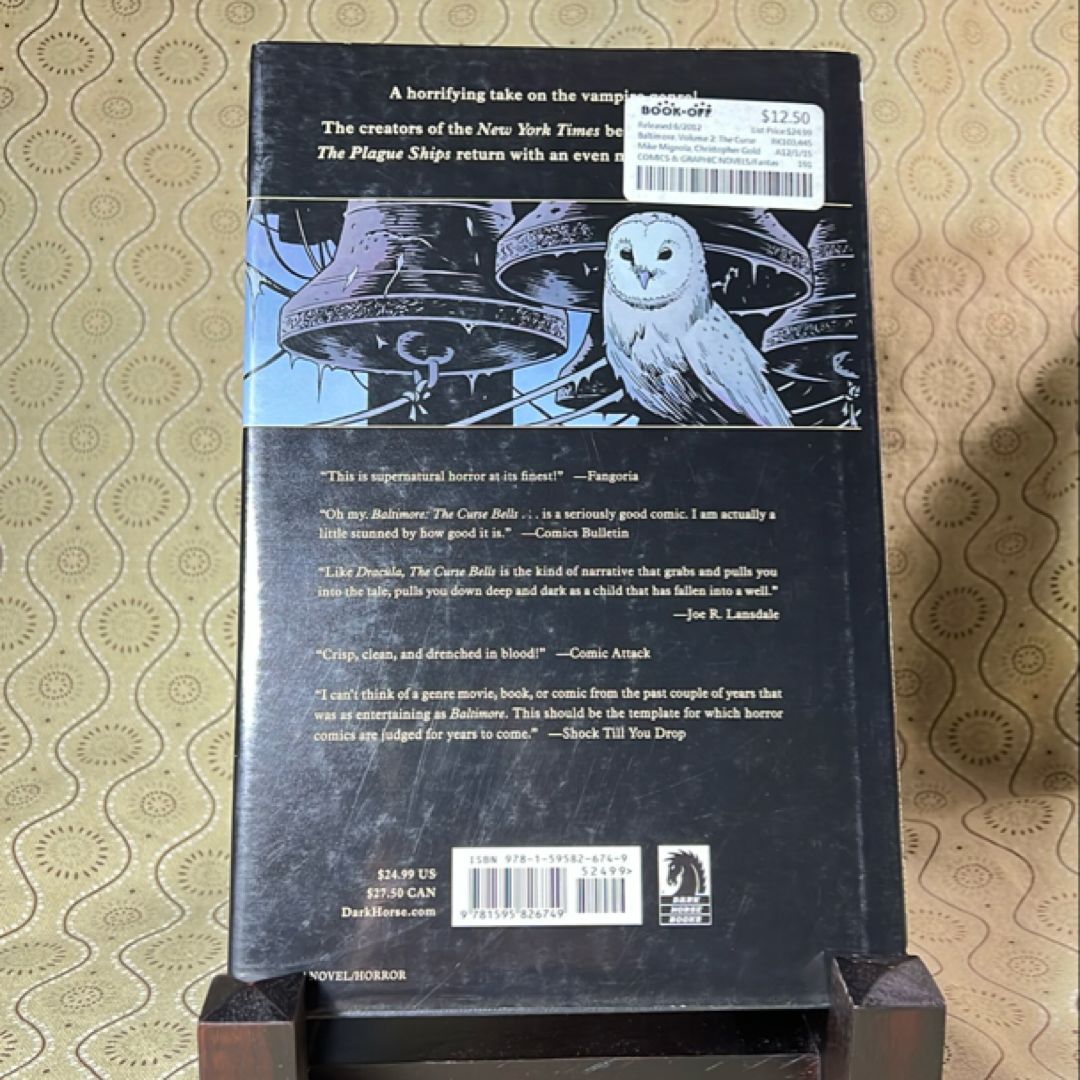 A horrifying take on the vampire genre!
The creators of the New York Times be
The Plague Ships return with an even
BOOK-OFF
$12.50
Released 6/2012
List Price $24.99
Baltimore, Volume 2: The Curse
Mike Mignola, Christopher Gold
A12/1/15
COMICS & GRAPHIC NOVELS/Fantas
"This is supernatural horror at its finest!" —Fangoria
"Oh my. Baltimore: The Curse Bells . . . is a seriously good comic. I am actually a
little stunned by how good it is." —Comics Bulletin
"Like Dracula, The Curse Bells is the kind of narrative that grabs and pulls you
into the tale, pulls you down deep and dark as a child that has fallen into a well."
—Joe R. Lansdale
"Crisp, clean, and drenched in blood!" —Comic Attack
"I can't think of a genre movie, book, or comic from the past couple of years that
was as entertaining as Baltimore. This should be the template for which horror
comics are judged for years to come." —Shock Till You Drop
$24.99 US
$27.50 CAN
DarkHorse.com
ISBN 978-1-59582-674-9
52499>
9 781595 826749
DARK
HORSE
BOOKS
NOVEL/HORROR